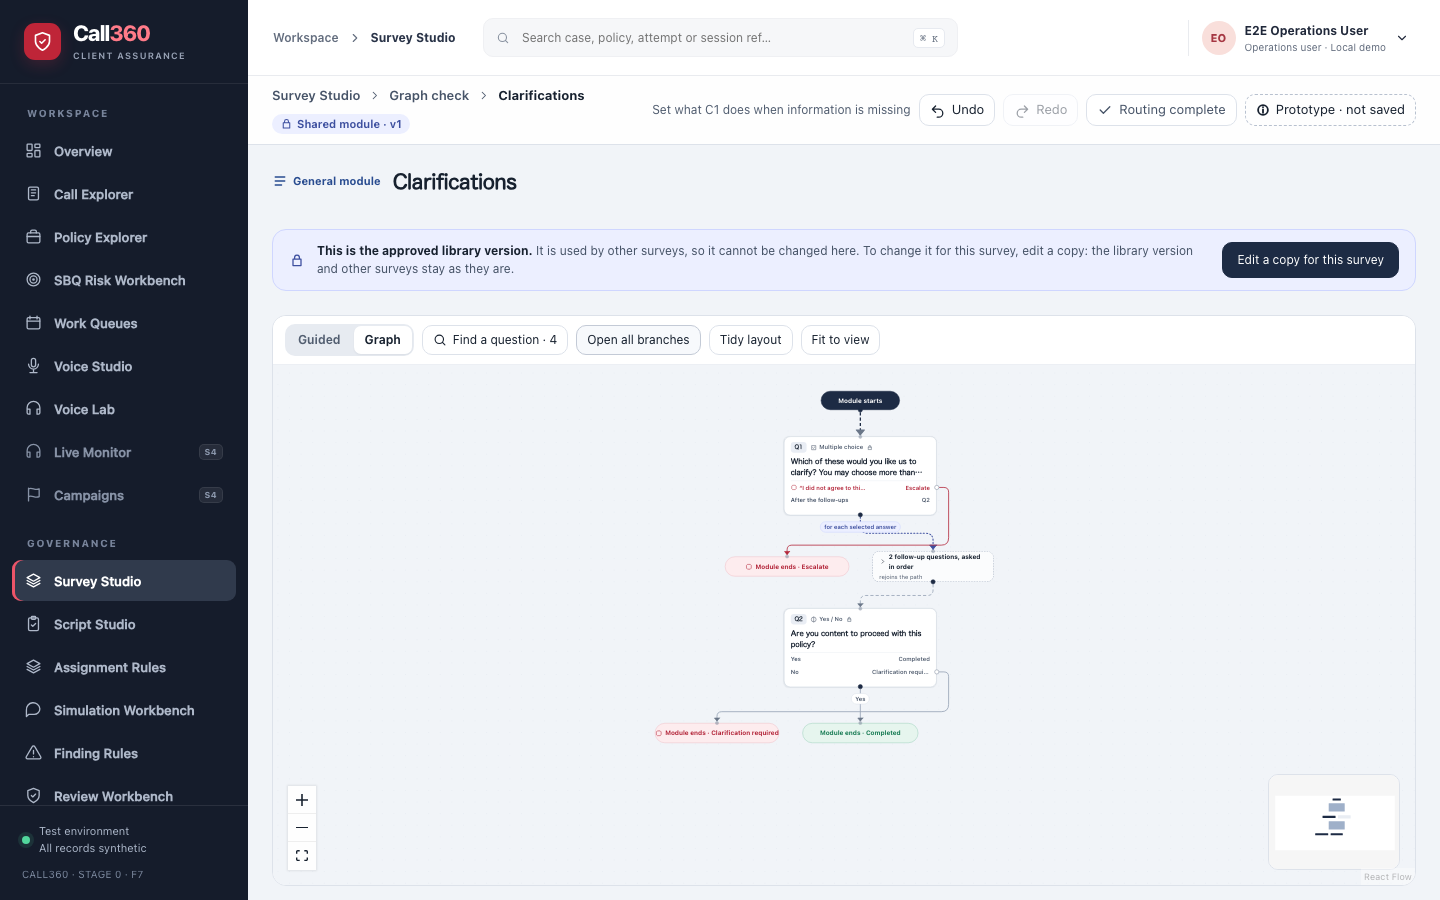 Call360
CLIENT ASSURANCE
WORKSPACE
Overview
Call Explorer
Policy Explorer
SBQ Risk Workbench
Work Queues
Voice Studio
Voice Lab
Live Monitor S4
Campaigns S4
GOVERNANCE
Survey Studio
Script Studio
Assignment Rules
Simulation Workbench
Finding Rules
Review Workbench
Test environment
All records synthetic
CALL360 · STAGE 0 · F7
Workspace Survey Studio
Search case, policy, attempt or session ref...
⌘ K
EO
E2E Operations User
Operations user · Local demo
Survey Studio Graph check Clarifications
Shared module · v1
Set what C1 does when information is missing
Undo
Redo
Routing complete
Prototype · not saved
General module Clarifications
This is the approved library version. It is used by other surveys, so it cannot be changed here. To change it for this survey, edit a copy: the library version
and other surveys stay as they are.
Edit a copy for this survey
Guided Graph
Find a question · 4
Open all branches
Tidy layout
Fit to view
Module starts
Q1 Multiple choice
Which of these would you like us to
clarify? You may choose more than…
"I did not agree to thi... Escalate
After the follow-ups Q2
for each selected answer
Module ends · Escalate
2 follow-up questions, asked
in order
rejoins the path
Q2 Yes / No
Are you content to proceed with this
policy?
Yes Completed
No Clarification requi...
Yes
Module ends · Clarification required
Module ends · Completed
React Flow